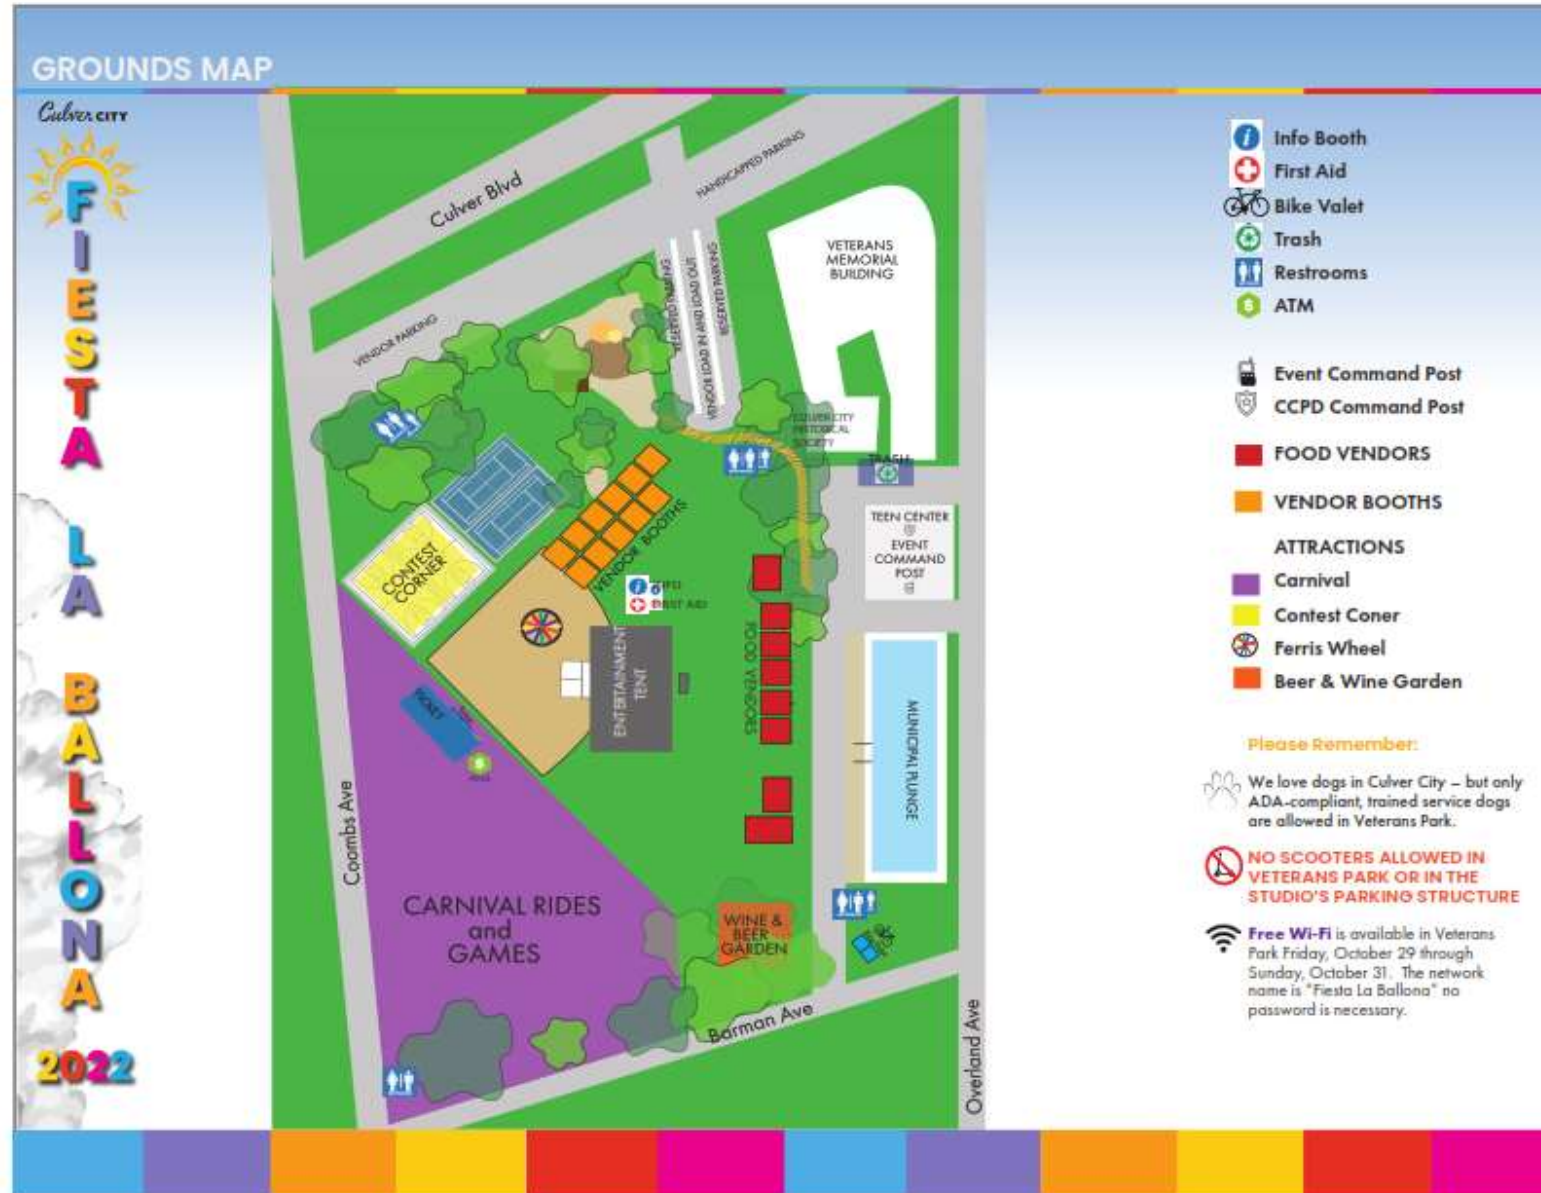 GROUNDS MAP
Culver CITY
FIESTA
LA
BALLONA
2022
Culver Blvd
HANDICAPPED PARKING
VENDOR PARKING
RESERVED PARKING
VENDOR LOAD IN AND LOAD OUT
RESERVED PARKING
VETERANS
MEMORIAL
BUILDING
CULVER CITY
HISTORICAL
SOCIETY
TRASH
TEEN CENTER
EVENT
COMMAND
POST
CONTEST
CORNER
VENDOR BOOTHS
INFO
FIRST AID
ENTERTAINMENT
TENT
FOOD VENDOES
MUNICIPAL PLUNGE
TICKET
Coombs Ave
CARNIVAL RIDES
and
GAMES
WINE &
BEER
GARDEN
Barman Ave
Overland Ave
Info Booth
First Aid
Bike Valet
Trash
Restrooms
ATM
Event Command Post
CCPD Command Post
FOOD VENDORS
VENDOR BOOTHS
ATTRACTIONS
Carnival
Contest Coner
Ferris Wheel
Beer & Wine Garden
Please Remember:
We love dogs in Culver City – but only
ADA-compliant, trained service dogs
are allowed in Veterans Park.
NO SCOOTERS ALLOWED IN
VETERANS PARK OR IN THE
STUDIO'S PARKING STRUCTURE
Free Wi-Fi is available in Veterans
Park Friday, October 29 through
Sunday, October 31. The network
name is "Fiesta La Ballona" no
password is necessary.